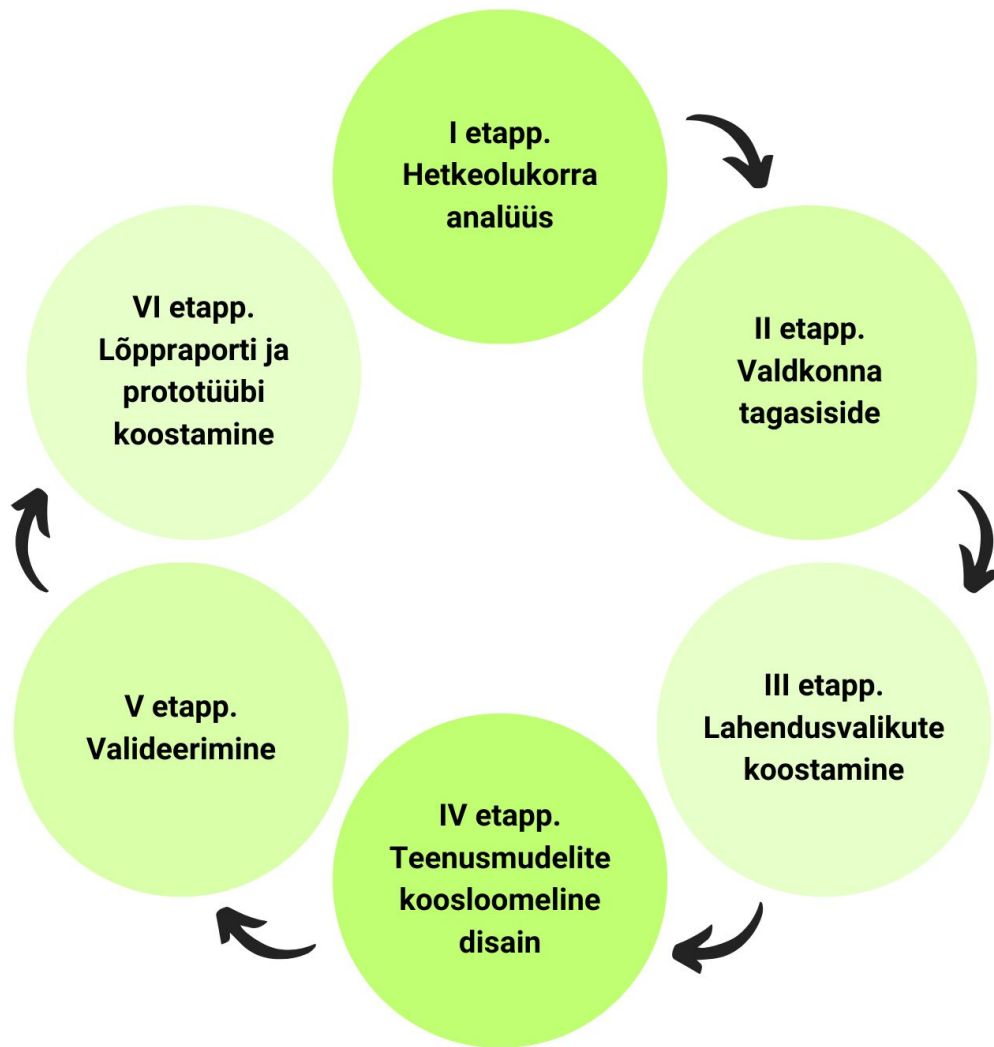 I etapp.
Hetkeolukorra
analüüs
II etapp.
Valdkonna
tagasiside
III etapp.
Lahendusvalikute
koostamine
IV etapp.
Teenusmudelite
koosloomeline
disain
V etapp.
Valideerimine
VI etapp.
Lõppraporti ja
prototüübi
koostamine